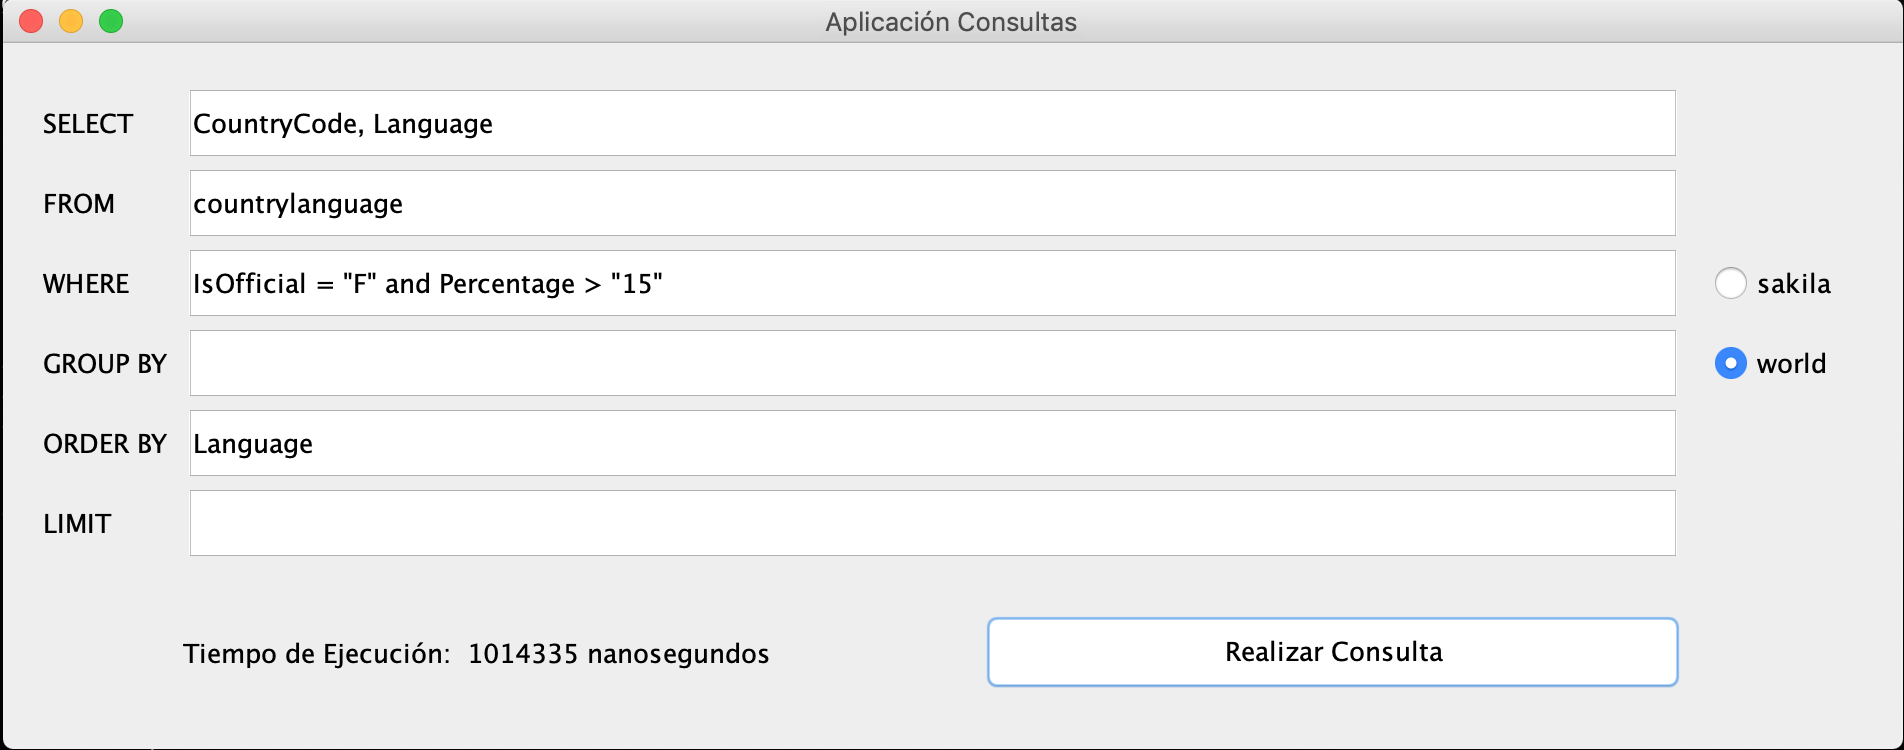 Aplicación Consultas
SELECT CountryCode, Language
FROM countrylanguage
WHERE IsOfficial = "F" and Percentage > "15" sakila
GROUP BY world
ORDER BY Language
LIMIT
Tiempo de Ejecución: 1014335 nanosegundos Realizar Consulta